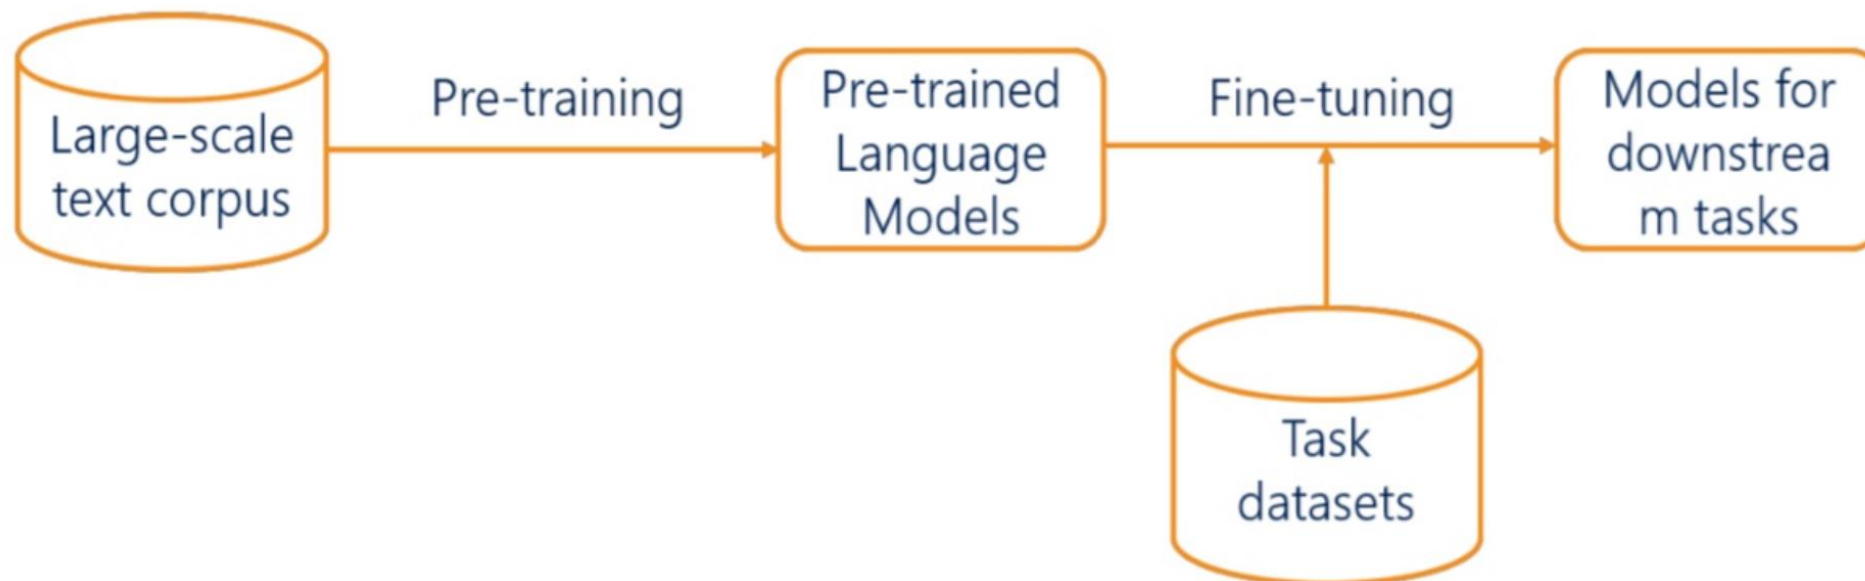 Large-scale
text corpus
Pre-training
Pre-trained
Language
Models
Fine-tuning
Models for
downstrea
m tasks
Task
datasets